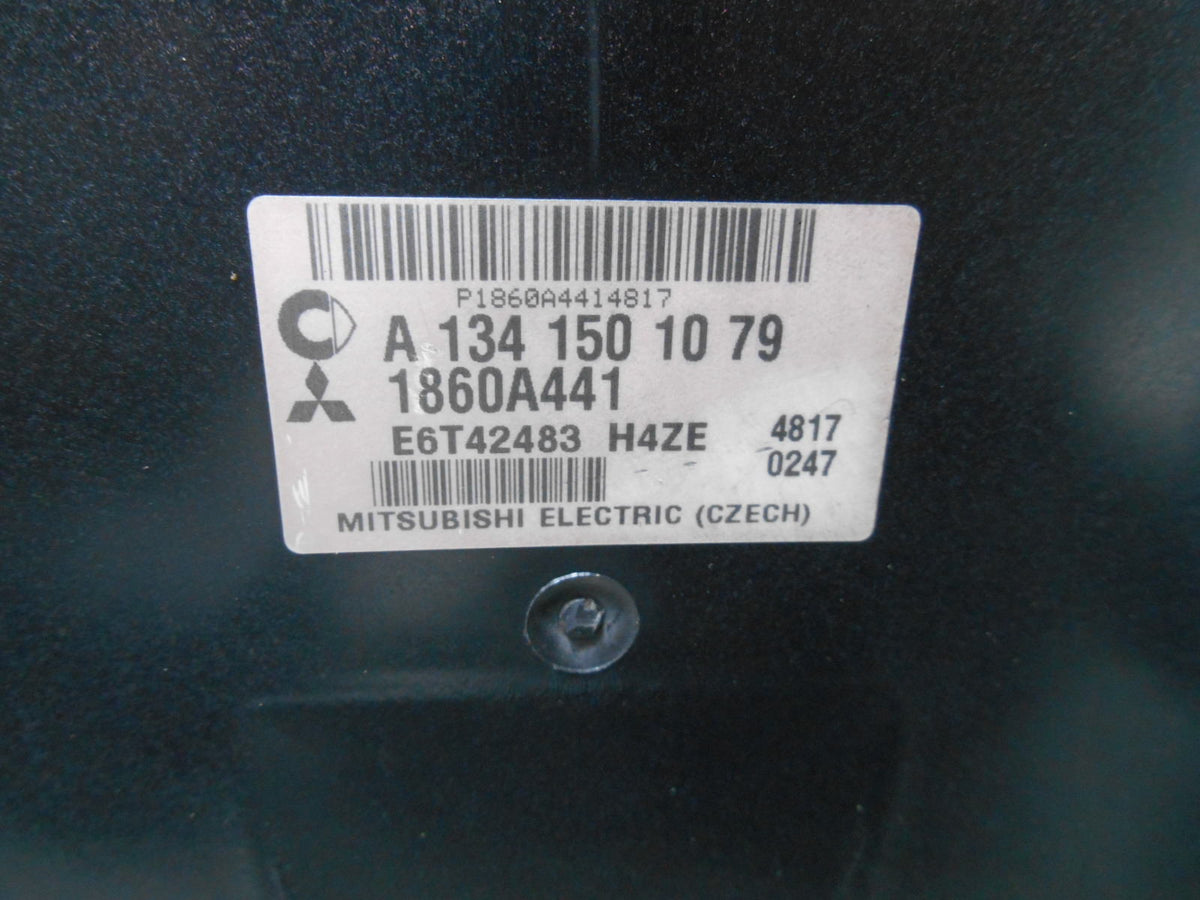 P1860A4414817
A 134 150 10 79
1860A441
E6T42483 H4ZE 4817
0247
MITSUBISHI ELECTRIC (CZECH)